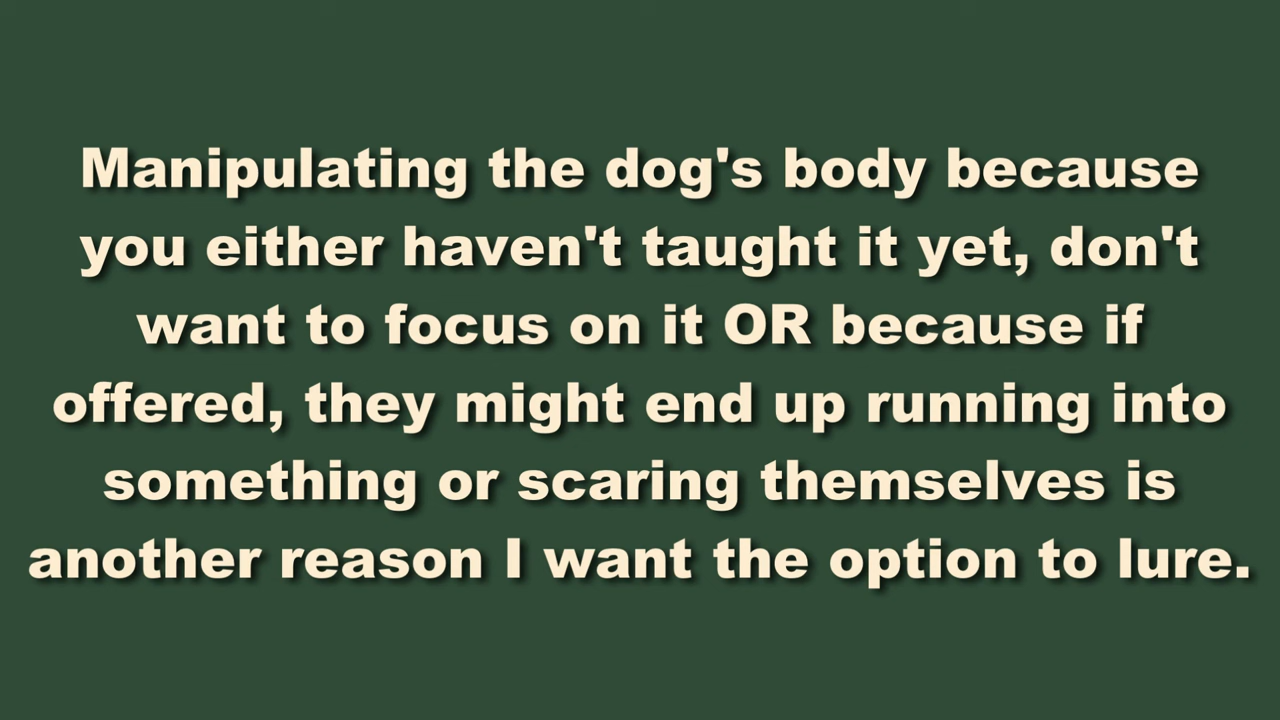 Manipulating the dog's body because
you either haven't taught it yet, don't
want to focus on it OR because if
offered, they might end up running into
something or scaring themselves is
another reason I want the option to lure.